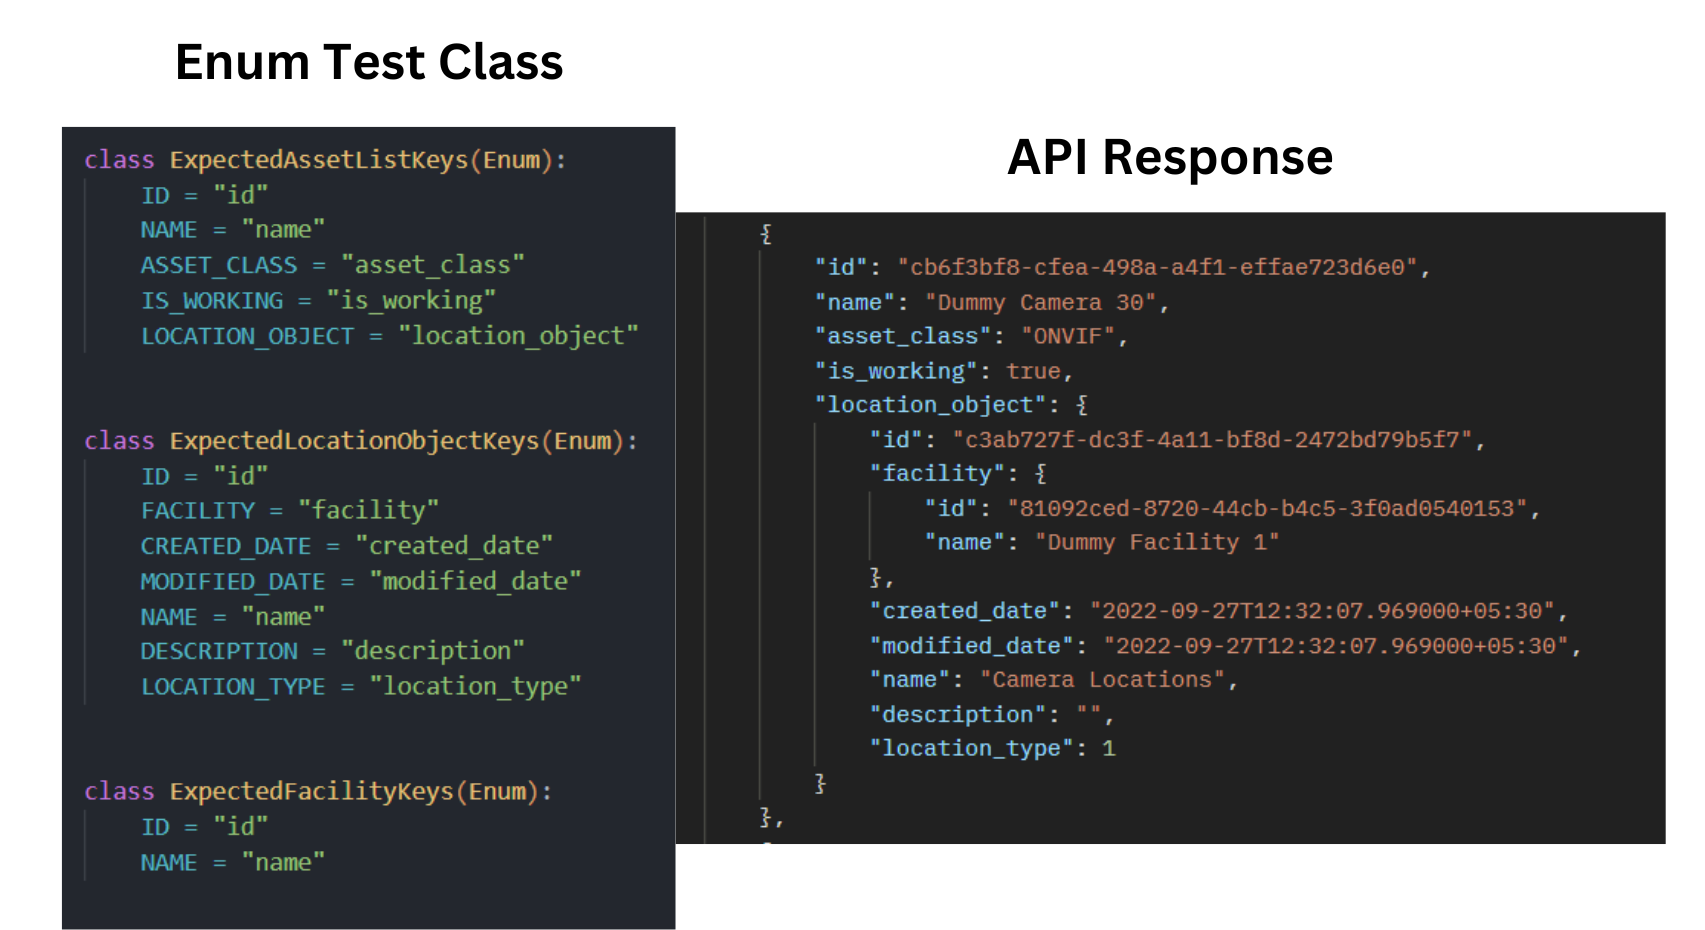 Enum Test Class
class ExpectedAssetListKeys(Enum):
ID = "id"
NAME = "name"
ASSET_CLASS = "asset_class"
IS_WORKING = "is_working"
LOCATION_OBJECT = "location_object"
class ExpectedLocationObjectKeys(Enum):
ID = "id"
FACILITY = "facility"
CREATED_DATE = "created_date"
MODIFIED_DATE = "modified_date"
NAME = "name"
DESCRIPTION = "description"
LOCATION_TYPE = "location_type"
class ExpectedFacilityKeys(Enum):
ID = "id"
NAME = "name"
API Response
{
"id": "cb6f3bf8-cfea-498a-a4f1-effae723d6e0",
"name": "Dummy Camera 30",
"asset_class": "ONVIF",
"is_working": true,
"location_object": {
"id": "c3ab727f-dc3f-4a11-bf8d-2472bd79b5f7",
"facility": {
"id": "81092ced-8720-44cb-b4c5-3f0ad0540153",
"name": "Dummy Facility 1"
},
"created_date": "2022-09-27T12:32:07.969000+05:30",
"modified_date": "2022-09-27T12:32:07.969000+05:30",
"name": "Camera Locations",
"description": "",
"location_type": 1
}
},